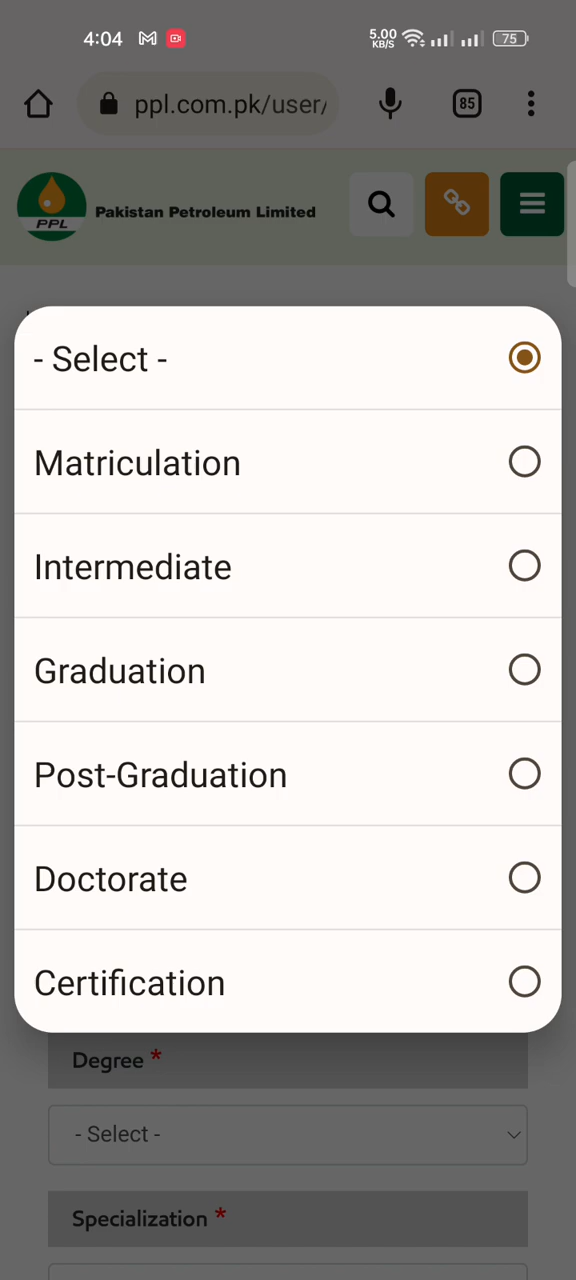 4:04
5.00
KB/S
75
ppl.com.pk/user/
85
PPL
Pakistan Petroleum Limited
- Select -
Matriculation
Intermediate
Graduation
Post-Graduation
Doctorate
Certification
Degree *
- Select -
Specialization *